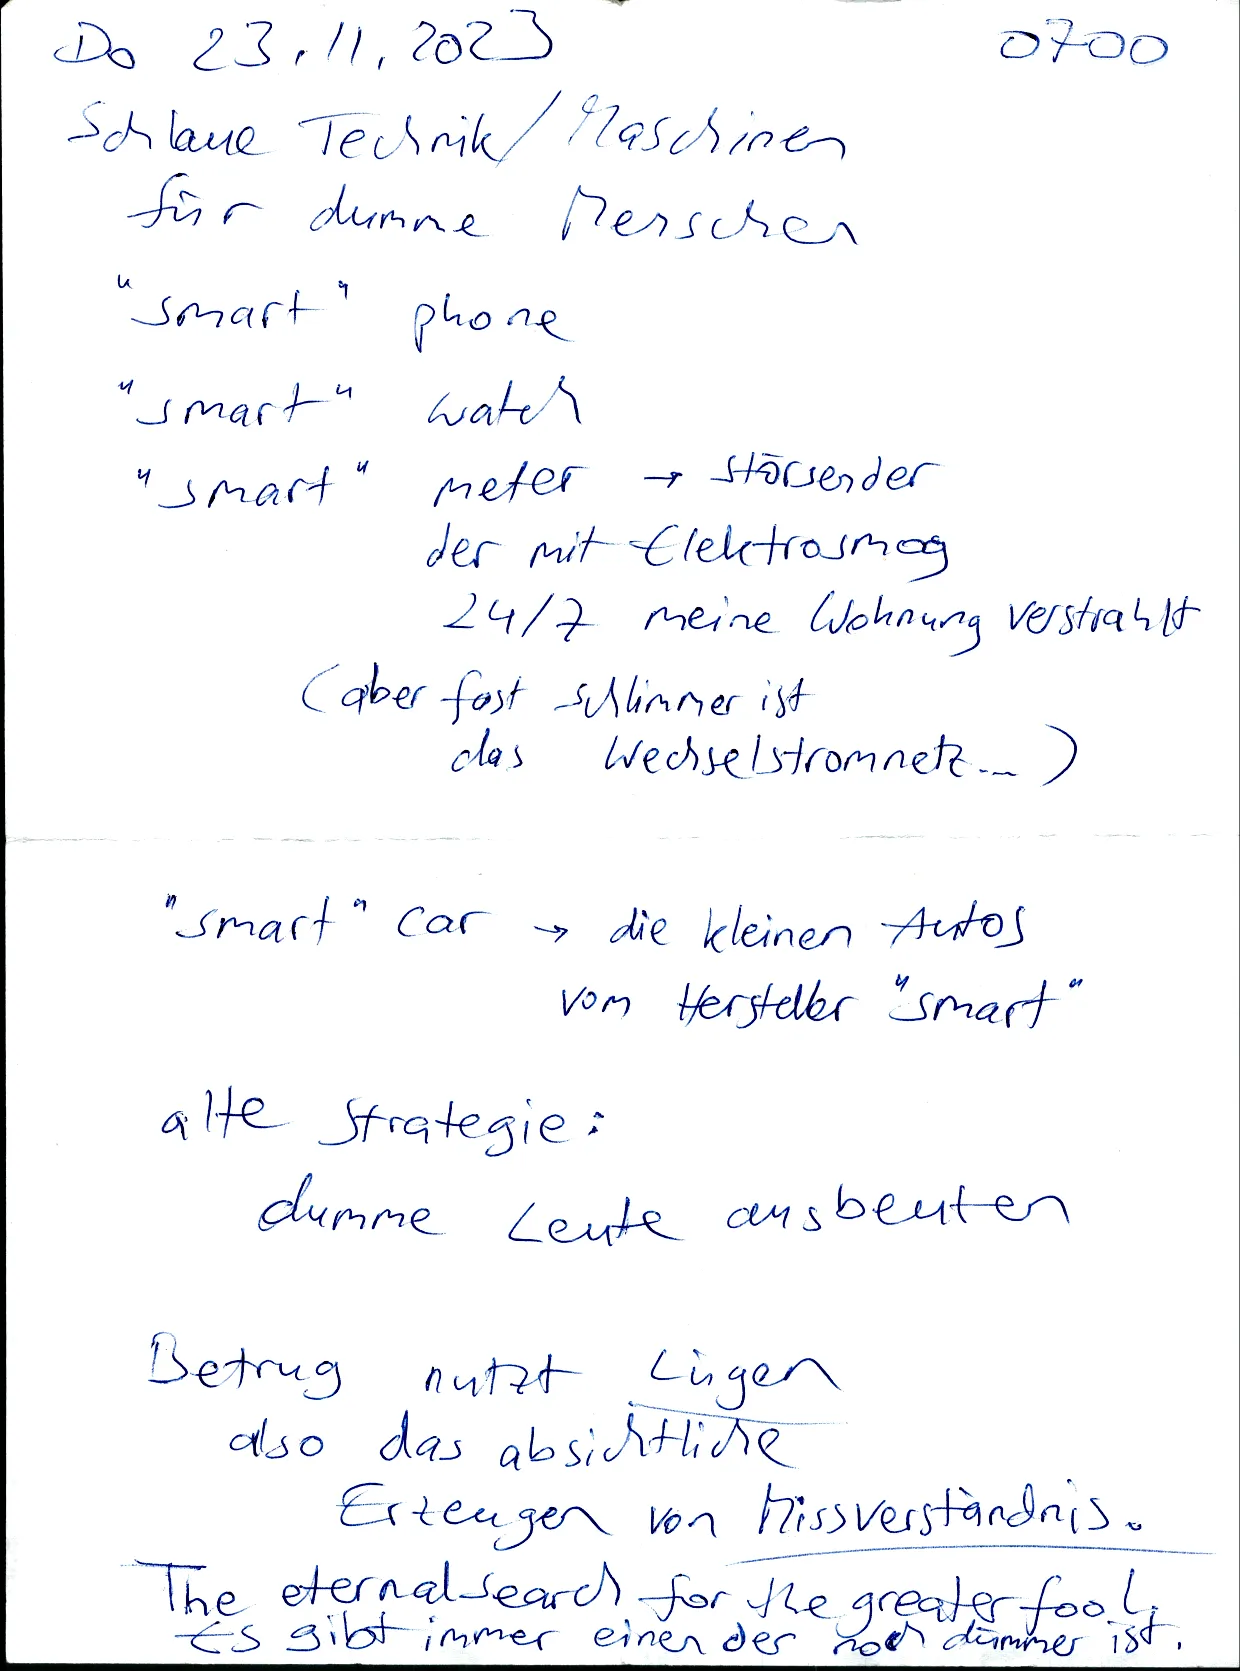 Do 23.11.2023 0700
Schlaue Technik/Maschinen
für dumme Menschen
"smart" phone
"smart" watch
"smart" meter → störsender
der mit Elektrosmog
24/7 meine Wohnung verstrahlt
(aber fast schlimmer ist
das Wechselstromnetz...)
"smart" car → die kleinen Autos
vom Hersteller "smart"
alte Strategie:
dumme Leute ausbeuten
Betrug nutzt Lügen
also das absichtliche
Erzeugen von Missverständnis.
The eternal search for the greater fool.
Es gibt immer einen der noch dümmer ist.